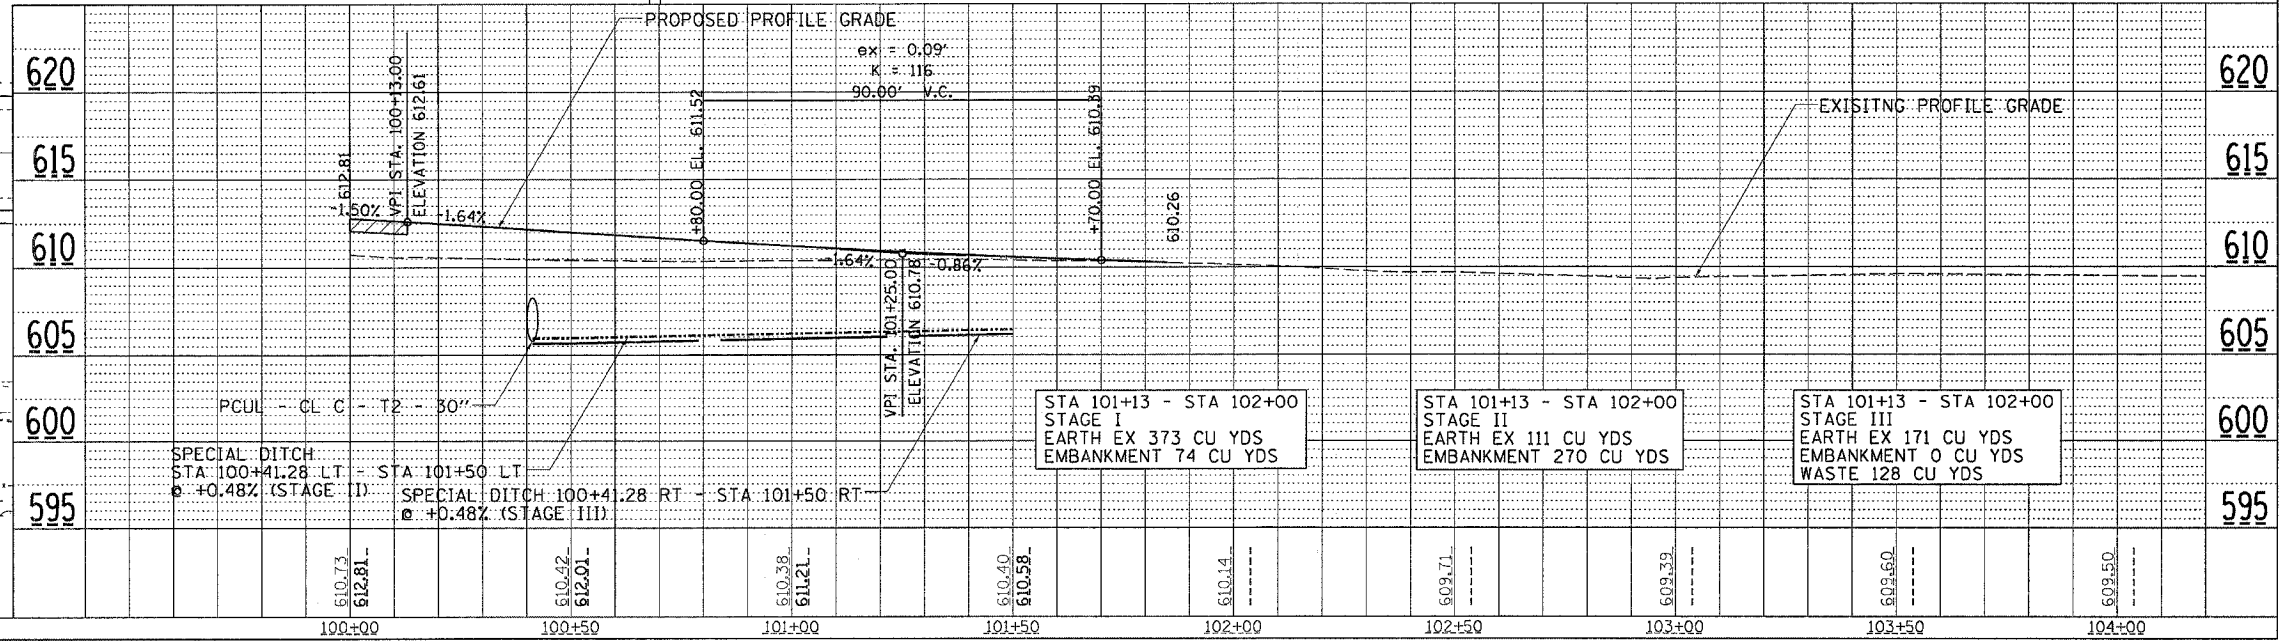 PROPOSED PROFILE GRADE
ex = 0.09'
K = 116
90.00' V.C.
620
620
EXISITNG PROFILE GRADE
615
615
612.81
VPI STA. 100+13.00
ELEVATION 612.61
+80.00 EL. 611.52
+70.00 EL. 610.39
610.26
-1.50%
-1.64%
610
610
-1.64%
-0.86%
VPI STA. 101+25.00
ELEVATION 610.78
605
605
PCUL - CL C - T2 - 30"
600
600
SPECIAL DITCH
STA 100+41.28 LT - STA 101+50 LT
@ +0.48% (STAGE II)
SPECIAL DITCH 100+41.28 RT - STA 101+50 RT
@ +0.48% (STAGE III)
STA 101+13 - STA 102+00
STAGE I
EARTH EX 373 CU YDS
EMBANKMENT 74 CU YDS
STA 101+13 - STA 102+00
STAGE II
EARTH EX 111 CU YDS
EMBANKMENT 270 CU YDS
STA 101+13 - STA 102+00
STAGE III
EARTH EX 171 CU YDS
EMBANKMENT 0 CU YDS
WASTE 128 CU YDS
595
595
610.73
612.81
610.42
612.01
610.38
611.21
610.40
610.58
610.14
609.71
609.39
609.60
609.50
100+00
100+50
101+00
101+50
102+00
102+50
103+00
103+50
104+00